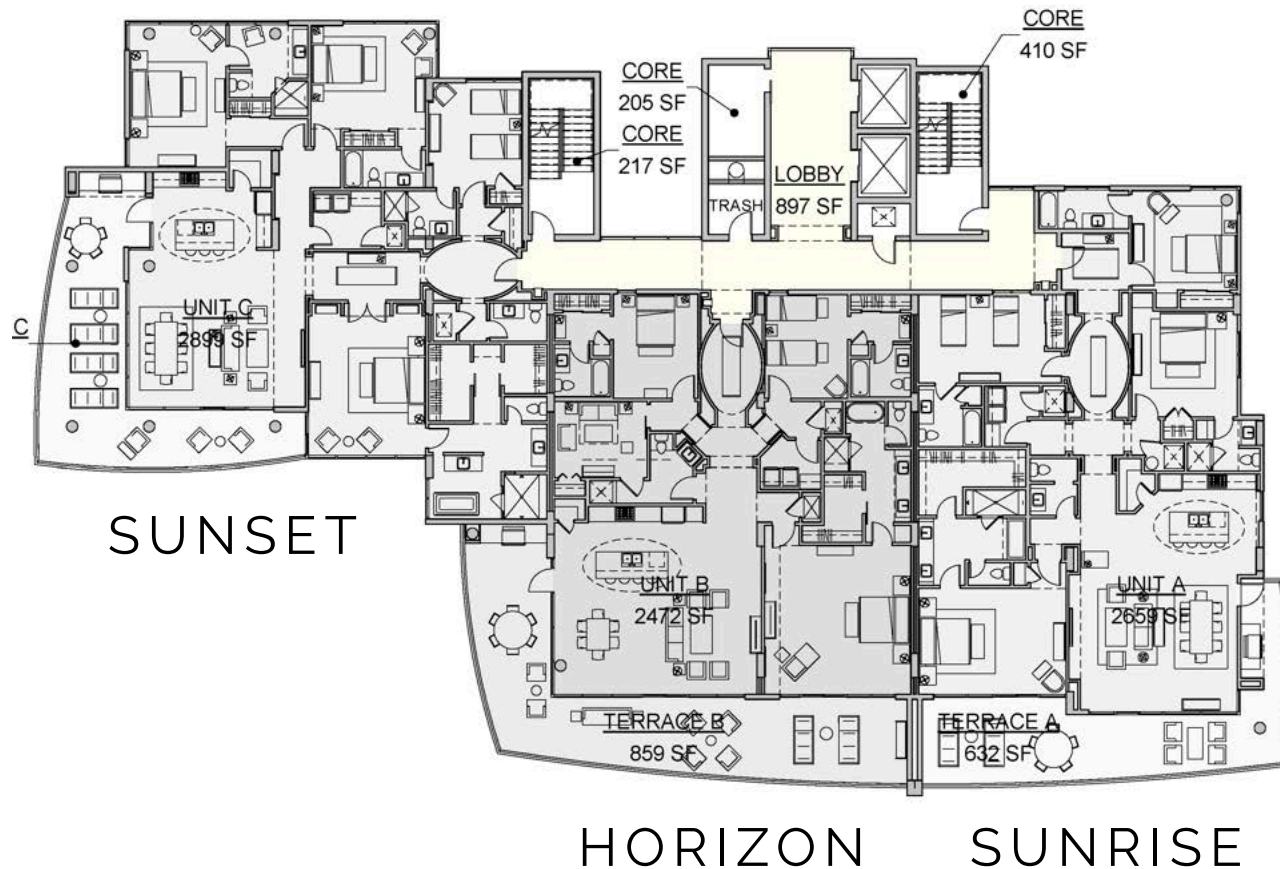 CORE
410 SF
CORE
205 SF
CORE
217 SF
LOBBY
897 SF
TRASH
UNIT C
2899 SF
C
SUNSET
UNIT B
2472 SF
UNIT A
2659 SF
TERRACE B
859 SF
TERRACE A
632 SF
HORIZON
SUNRISE